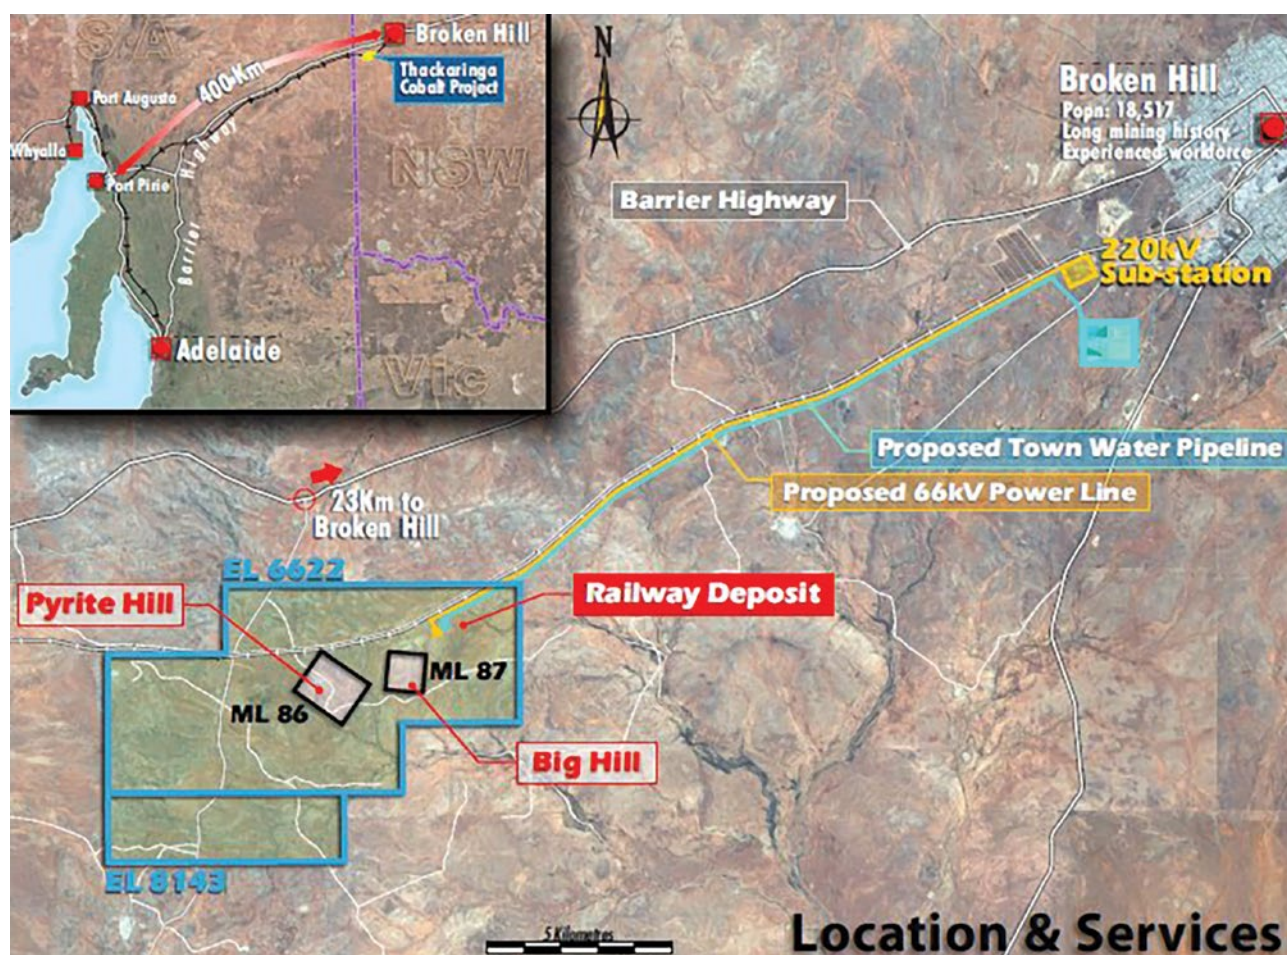 S.A
Broken Hill
400 Km
Thackaringa
Cobalt Project
Port Augusta
Highway
Whyalla
NSW
Port Pirie
Barrier
Adelaide
Vic
N
Broken Hill
Popn: 18,517
Long mining history
Experienced workforce
Barrier Highway
220kV
Sub-station
Proposed Town Water Pipeline
Proposed 66kV Power Line
23Km to
Broken Hill
EL 6622
Pyrite Hill
Railway Deposit
ML 87
ML 86
Big Hill
EL 8143
5 Kilometres
Location & Services